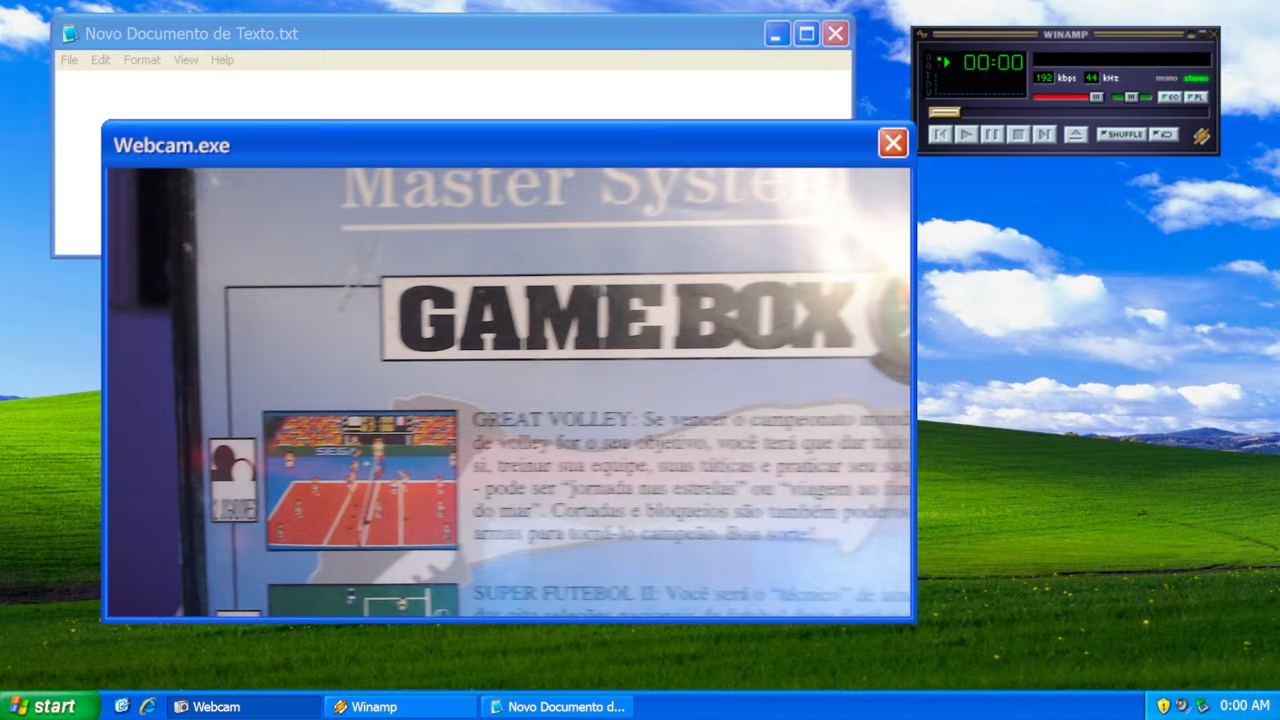 Novo Documento de Texto.txt
File Edit Format View Help
WINAMP
00:00
192 kbps 44 kHz mono stereo
EQ PL
SHUFFLE
Webcam.exe
Master System
GAME BOX
SEGA
GREAT VOLLEY: Se vencer o campeonato
de volley for o seu objetivo, você terá que dar
si, treinar sua equipe, suas táticas e praticar seu
- pode ser "jornada nas estrelas" ou "viagem ao
do mar". Cortadas e bloqueios são também
armas para torná-lo campeão. Boa sorte!
SUPER FUTEBOL II: Você será o "técnico" de
start
Webcam
Winamp
Novo Documento d...
0:00 AM